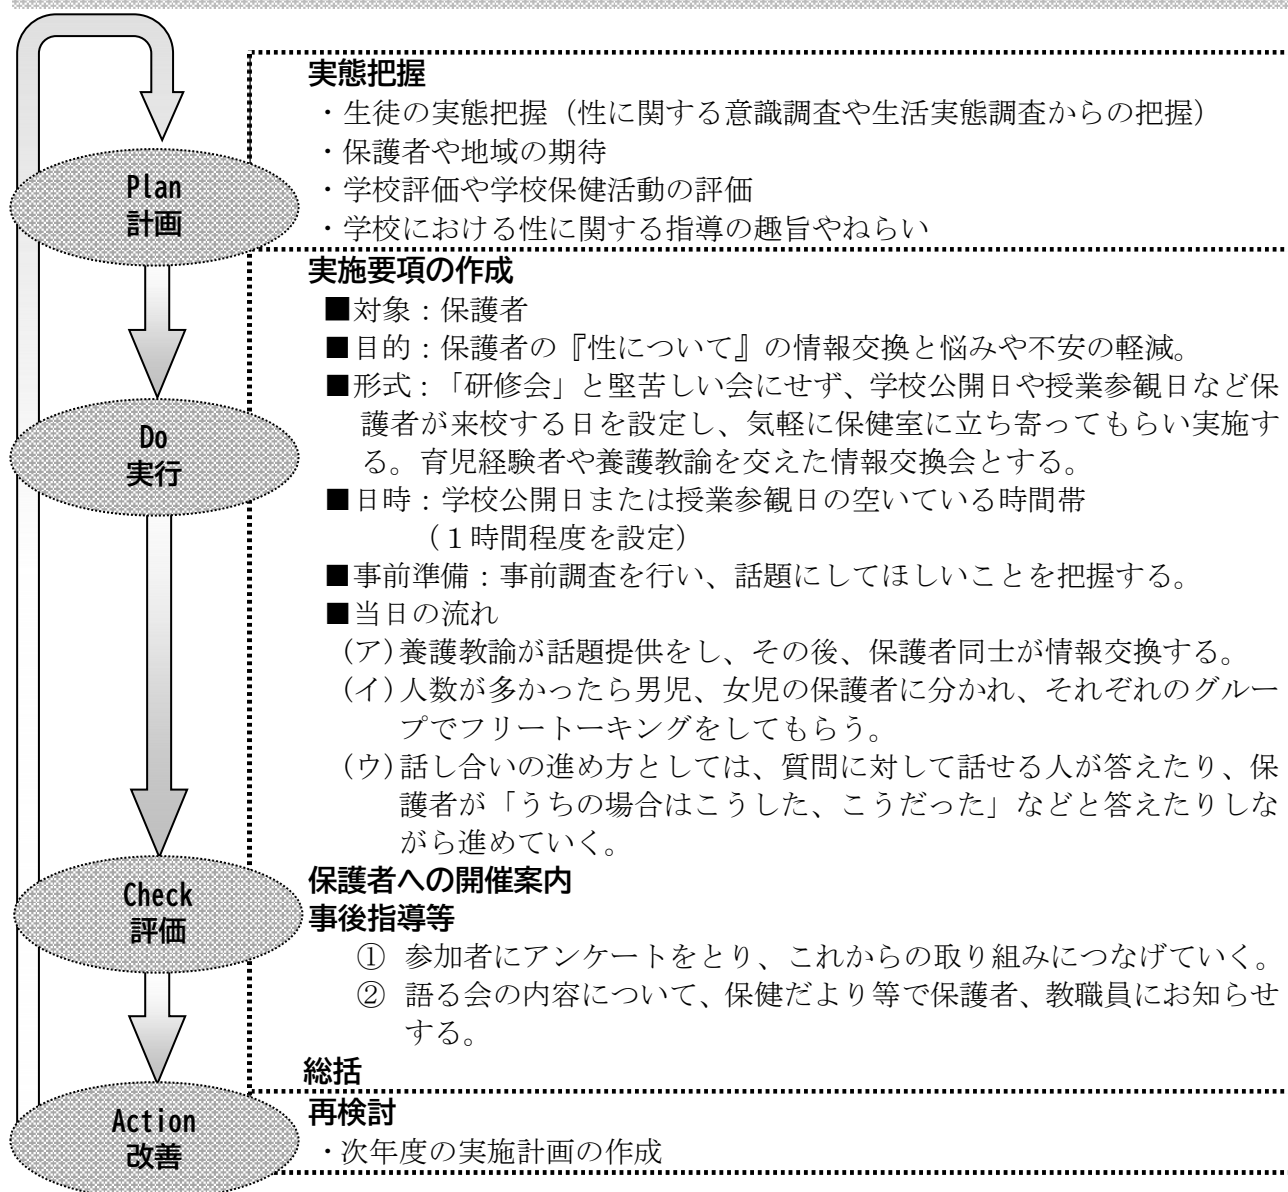 Plan
計画
Do
実行
Check
評価
Action
改善
実態把握
・生徒の実態把握（性に関する意識調査や生活実態調査からの把握）
・保護者や地域の期待
・学校評価や学校保健活動の評価
・学校における性に関する指導の趣旨やねらい
実施要項の作成
■対象：保護者
■目的：保護者の『性について』の情報交換と悩みや不安の軽減。
■形式：「研修会」と堅苦しい会にせず、学校公開日や授業参観日など保
護者が来校する日を設定し、気軽に保健室に立ち寄ってもらい実施す
る。育児経験者や養護教諭を交えた情報交換会とする。
■日時：学校公開日または授業参観日の空いている時間帯
（１時間程度を設定）
■事前準備：事前調査を行い、話題にしてほしいことを把握する。
■当日の流れ
(ア)養護教諭が話題提供をし、その後、保護者同士が情報交換する。
(イ)人数が多かったら男児、女児の保護者に分かれ、それぞれのグルー
プでフリートーキングをしてもらう。
(ウ)話し合いの進め方としては、質問に対して話せる人が答えたり、保
護者が「うちの場合はこうした、こうだった」などと答えたりしな
がら進めていく。
保護者への開催案内
事後指導等
① 参加者にアンケートをとり、これからの取り組みにつなげていく。
② 語る会の内容について、保健だより等で保護者、教職員にお知らせ
する。
総括
再検討
・次年度の実施計画の作成